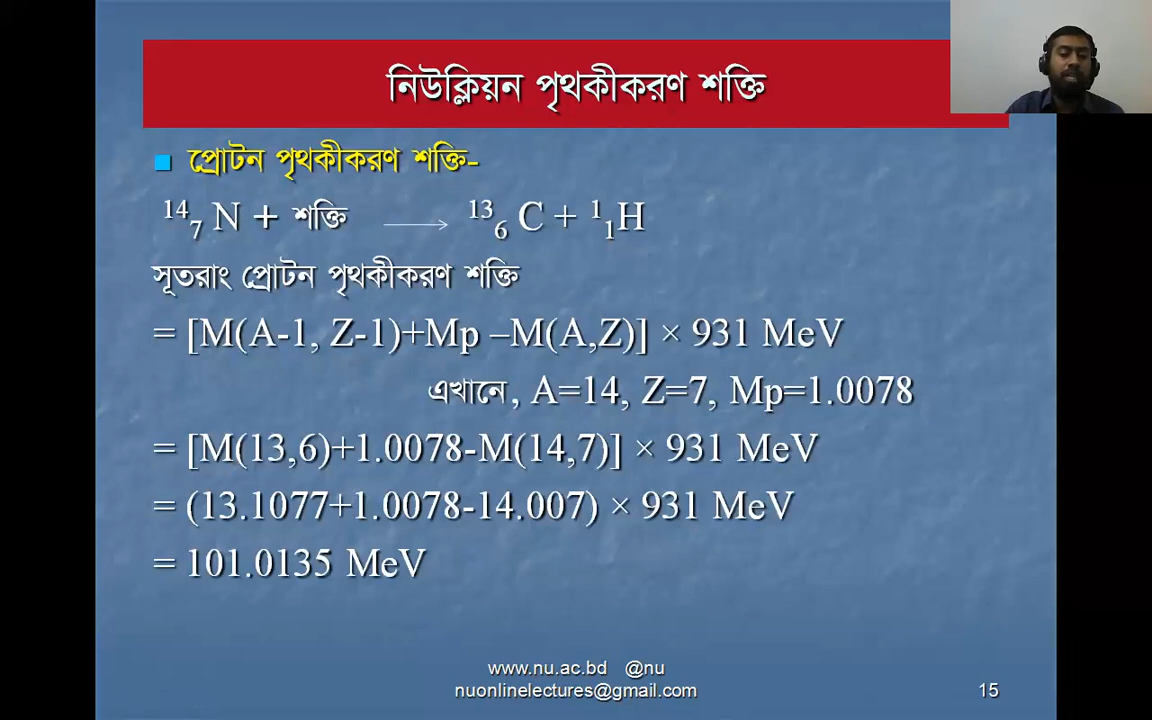 নিউক্লিয়ন পৃথকীকরণ শক্তি
প্রোটন পৃথকীকরণ শক্তি-
¹⁴₇ N + শক্তি ⟶ ¹³₆ C + ¹₁H
সূতরাং প্রোটন পৃথকীকরণ শক্তি
= [M(A-1, Z-1)+Mp –M(A,Z)] × 931 MeV
এখানে, A=14, Z=7, Mp=1.0078
= [M(13,6)+1.0078-M(14,7)] × 931 MeV
= (13.1077+1.0078-14.007) × 931 MeV
= 101.0135 MeV
www.nu.ac.bd @nu
nuonlinelectures@gmail.com
15